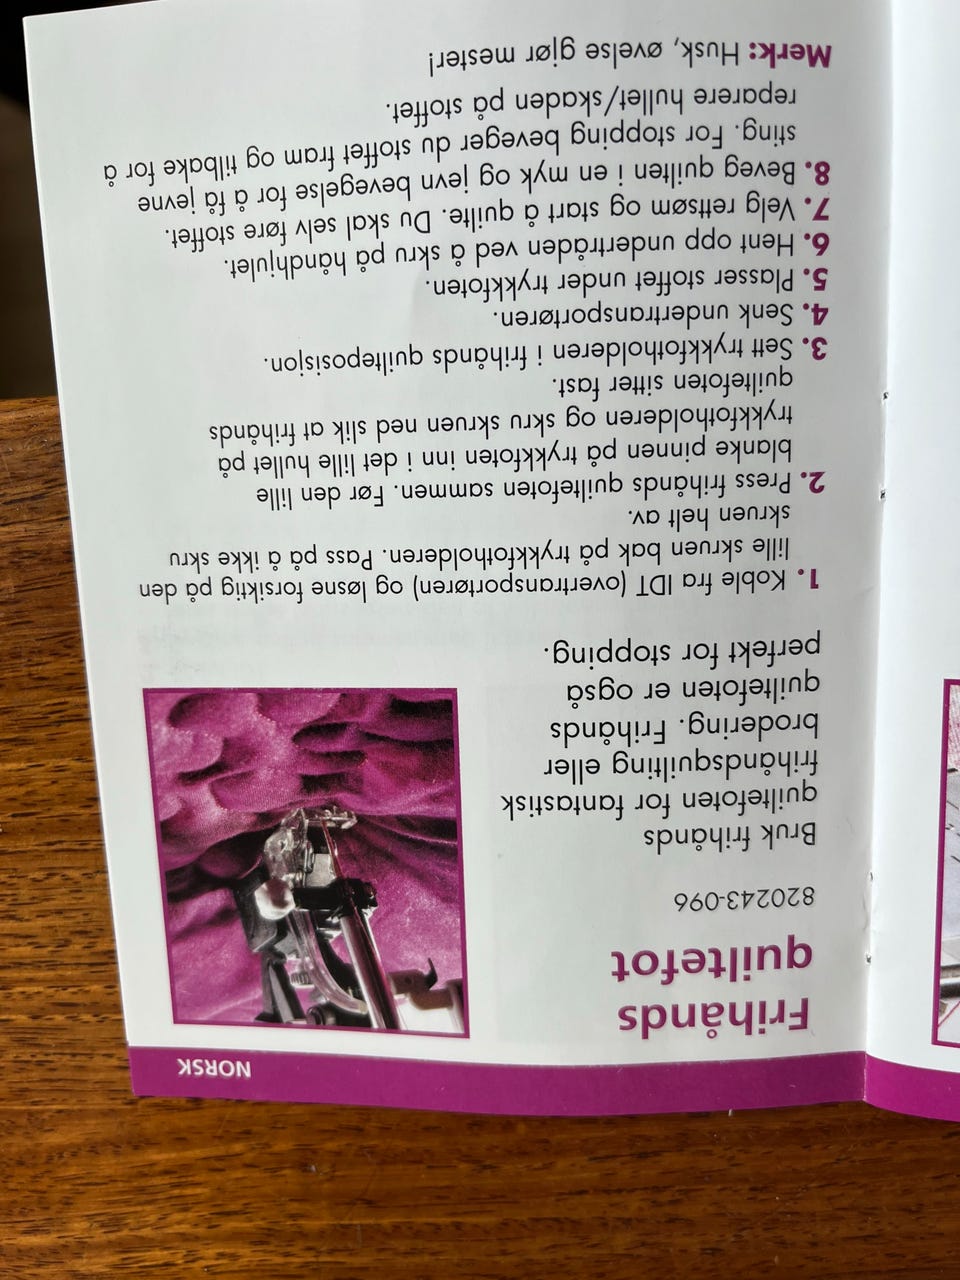 NORSK
Frihånds
quiltefot
820243-096
Bruk frihånds
quiltefoten for fantastisk
frihåndsquilting eller
brodering. Frihånds
quiltefoten er også
perfekt for stopping.
1. Koble fra IDT (overtransportøren) og løsne forsiktig på den
lille skruen bak på trykkfotholderen. Pass på å ikke skru
skruen helt av.
2. Press frihånds quiltefoten sammen. Før den lille
blanke pinnen på trykkfoten inn i det lille hullet på
trykkfotholderen og skru skruen ned slik at frihånds
quiltefoten sitter fast.
3. Sett trykkfotholderen i frihånds quilteposisjon.
4. Senk undertransportøren.
5. Plasser stoffet under trykkfoten.
6. Hent opp undertråden ved å skru på håndhjulet.
7. Velg rettsøm og start å quilte. Du skal selv føre stoffet.
8. Beveg quilten i en myk og jevn bevegelse for å få jevne
sting. For stopping beveger du stoffet fram og tilbake for å
reparere hullet/skaden på stoffet.
Merk: Husk, øvelse gjør mester!